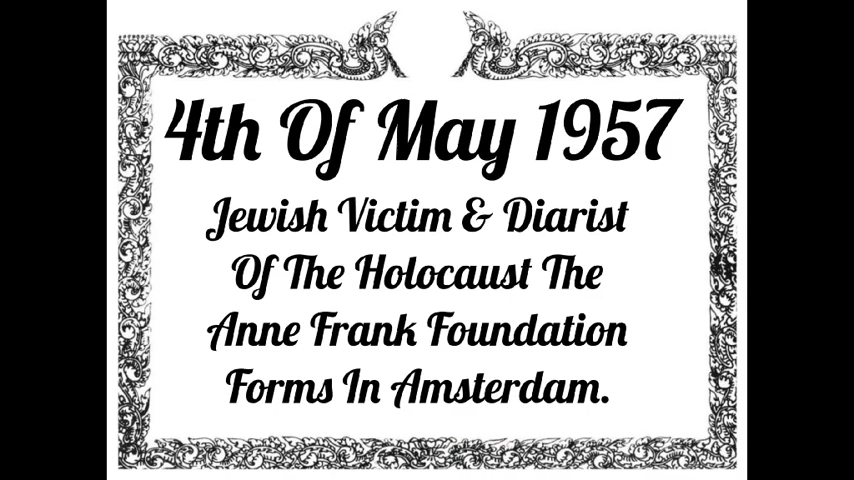 4th Of May 1957
Jewish Victim & Diarist
Of The Holocaust The
Anne Frank Foundation
Forms In Amsterdam.